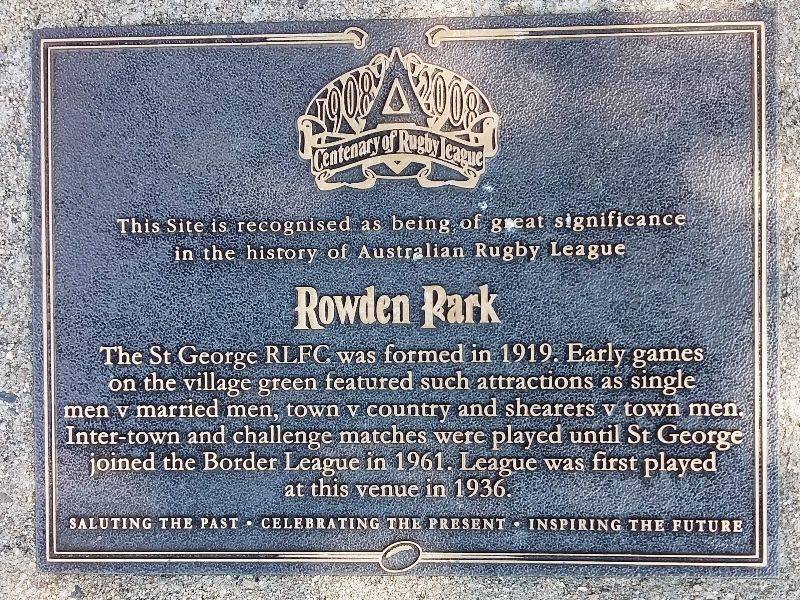 1908 2008
Centenary of Rugby League
This Site is recognised as being of great significance
in the history of Australian Rugby League
Rowden Park
The St George RLFC was formed in 1919. Early games
on the village green featured such attractions as single
men v married men, town v country and shearers v town men.
Inter-town and challenge matches were played until St George
joined the Border League in 1961. League was first played
at this venue in 1936.
SALUTING THE PAST • CELEBRATING THE PRESENT • INSPIRING THE FUTURE